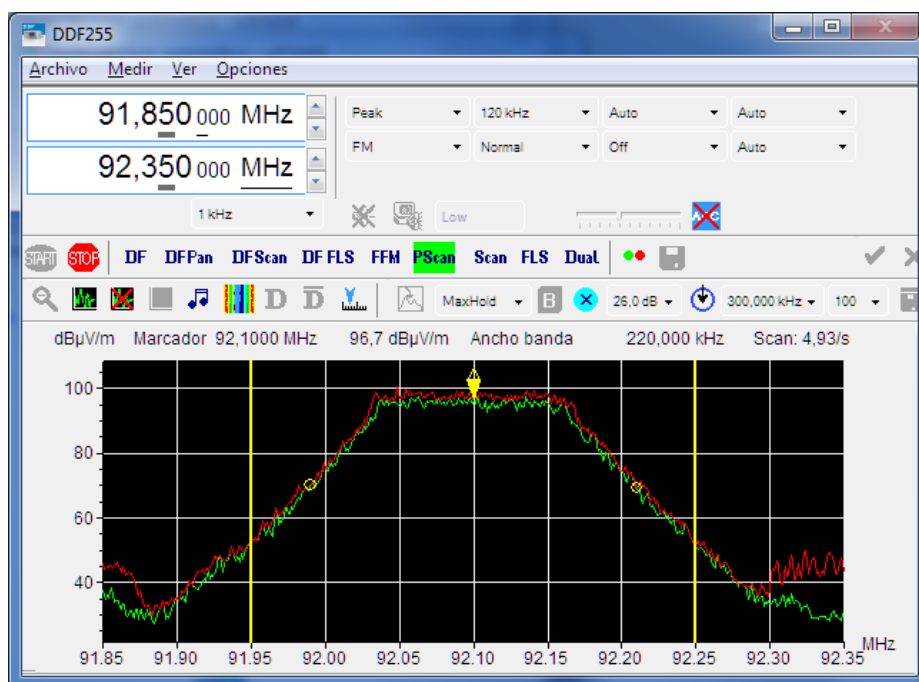 DDF255
Archivo Medir Ver Opciones
91,850 000 MHz Peak 120 kHz Auto Auto
92,350 000 MHz FM Normal Off Auto
1 kHz Low
START STOP DF DFPan DFScan DF FLS FFM PScan Scan FLS Dual
D D MaxHold B 26,0 dB 300,000 kHz 100
dBµV/m Marcador 92,1000 MHz 96,7 dBµV/m Ancho banda 220,000 kHz Scan: 4,93/s
100
80
60
40
91.85 91.90 91.95 92.00 92.05 92.10 92.15 92.20 92.25 92.30 92.35 MHz